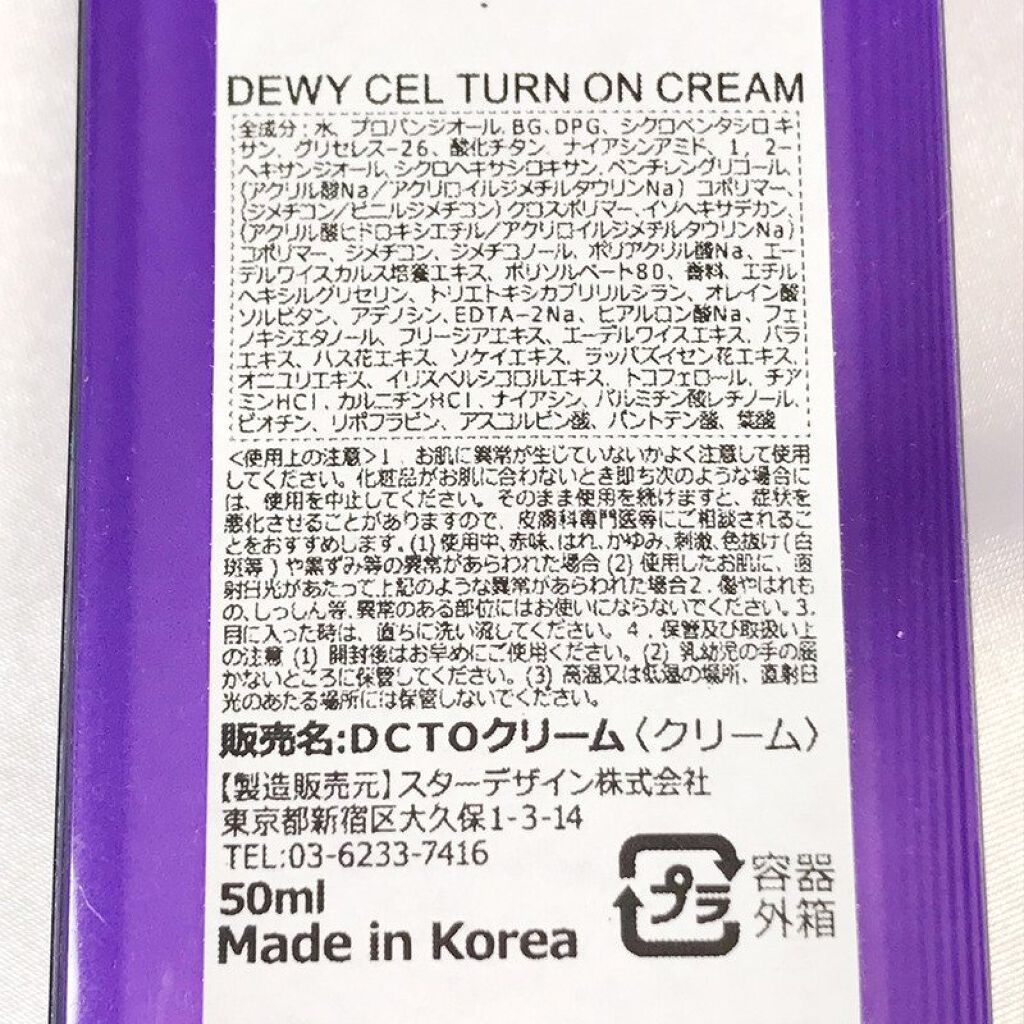 DEWY CEL TURN ON CREAM
全成分：水、プロパンジオール、BG、DPG、シクロペンタシロキ
サン、グリセレス-26、酸化チタン、ナイアシンアミド、1，2-
ヘキサンジオール、シクロヘキサシロキサン、ペンチレングリコール、
(アクリル酸Na／アクリロイルジメチルタウリンNa) コポリマー、
(ジメチコン/ビニルジメチコン) クロスポリマー、イソヘキサデカン、
(アクリル酸ヒドロキシエチル/アクリロイルジメチルタウリンNa)
コポリマー、ジメチコン、ジメチコノール、ポリアクリル酸Na、エー
デルワイスカルス培養エキス、ポリソルベート80、香料、エチル
ヘキシルグリセリン、トリエトキシカプリリルシラン、オレイン酸
ソルビタン、アデノシン、EDTA-2Na、ヒアルロン酸Na、フェ
ノキシエタノール、フリージアエキス、エーデルワイスエキス、バラ
エキス、ハス花エキス、ソケイエキス、ラッパズイセン花エキス、
オニユリエキス、イリスベルシコロルエキス、トコフェロール、チア
ミンHCl、カルニチンHCl、ナイアシン、パルミチン酸レチノール、
ビオチン、リボフラビン、アスコルビン酸、パントテン酸、葉酸
＜使用上の注意＞1．お肌に異常が生じていないかよく注意して使用
してください。化粧品がお肌に合わないとき即ち次のような場合に
は、使用を中止してください。そのまま使用を続けますと、症状を
悪化させることがありますので、皮膚科専門医等にご相談されるこ
とをおすすめします。(1) 使用中、赤味、はれ、かゆみ、刺激、色抜け(白
斑等)や黒ずみ等の異常があらわれた場合 (2) 使用したお肌に、直
射日光があたって上記のような異常があらわれた場合2．傷やはれも
の、しっしん等、異常のある部位にはお使いにならないでください。3．
目に入った時は、直ちに洗い流してください。4．保管及び取扱い上
の注意 (1) 開封後はお早めにご使用ください。(2) 乳幼児の手の届
かないところに保管してください。(3) 高温又は低温の場所、直射日
光のあたる場所には保管しないでください。
販売名:DCTOクリーム〈クリーム〉
【製造販売元】スターデザイン株式会社
東京都新宿区大久保1-3-14
TEL:03-6233-7416
50ml
Made in Korea
プラ
容器
外箱